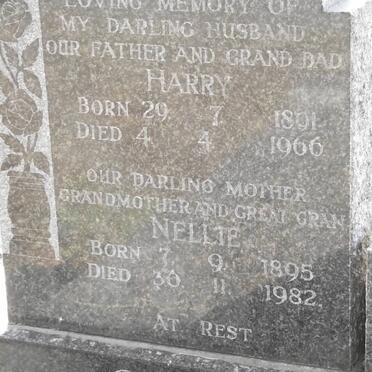 LOVING MEMORY OF
MY DARLING HUSBAND
OUR FATHER AND GRAND DAD
HARRY
BORN 29 7 1891
DIED 4 4 1966
OUR DARLING MOTHER
GRANDMOTHER AND GREAT GRAN
NELLIE
BORN 7. 9. 1895
DIED 30. 11. 1982.
AT REST